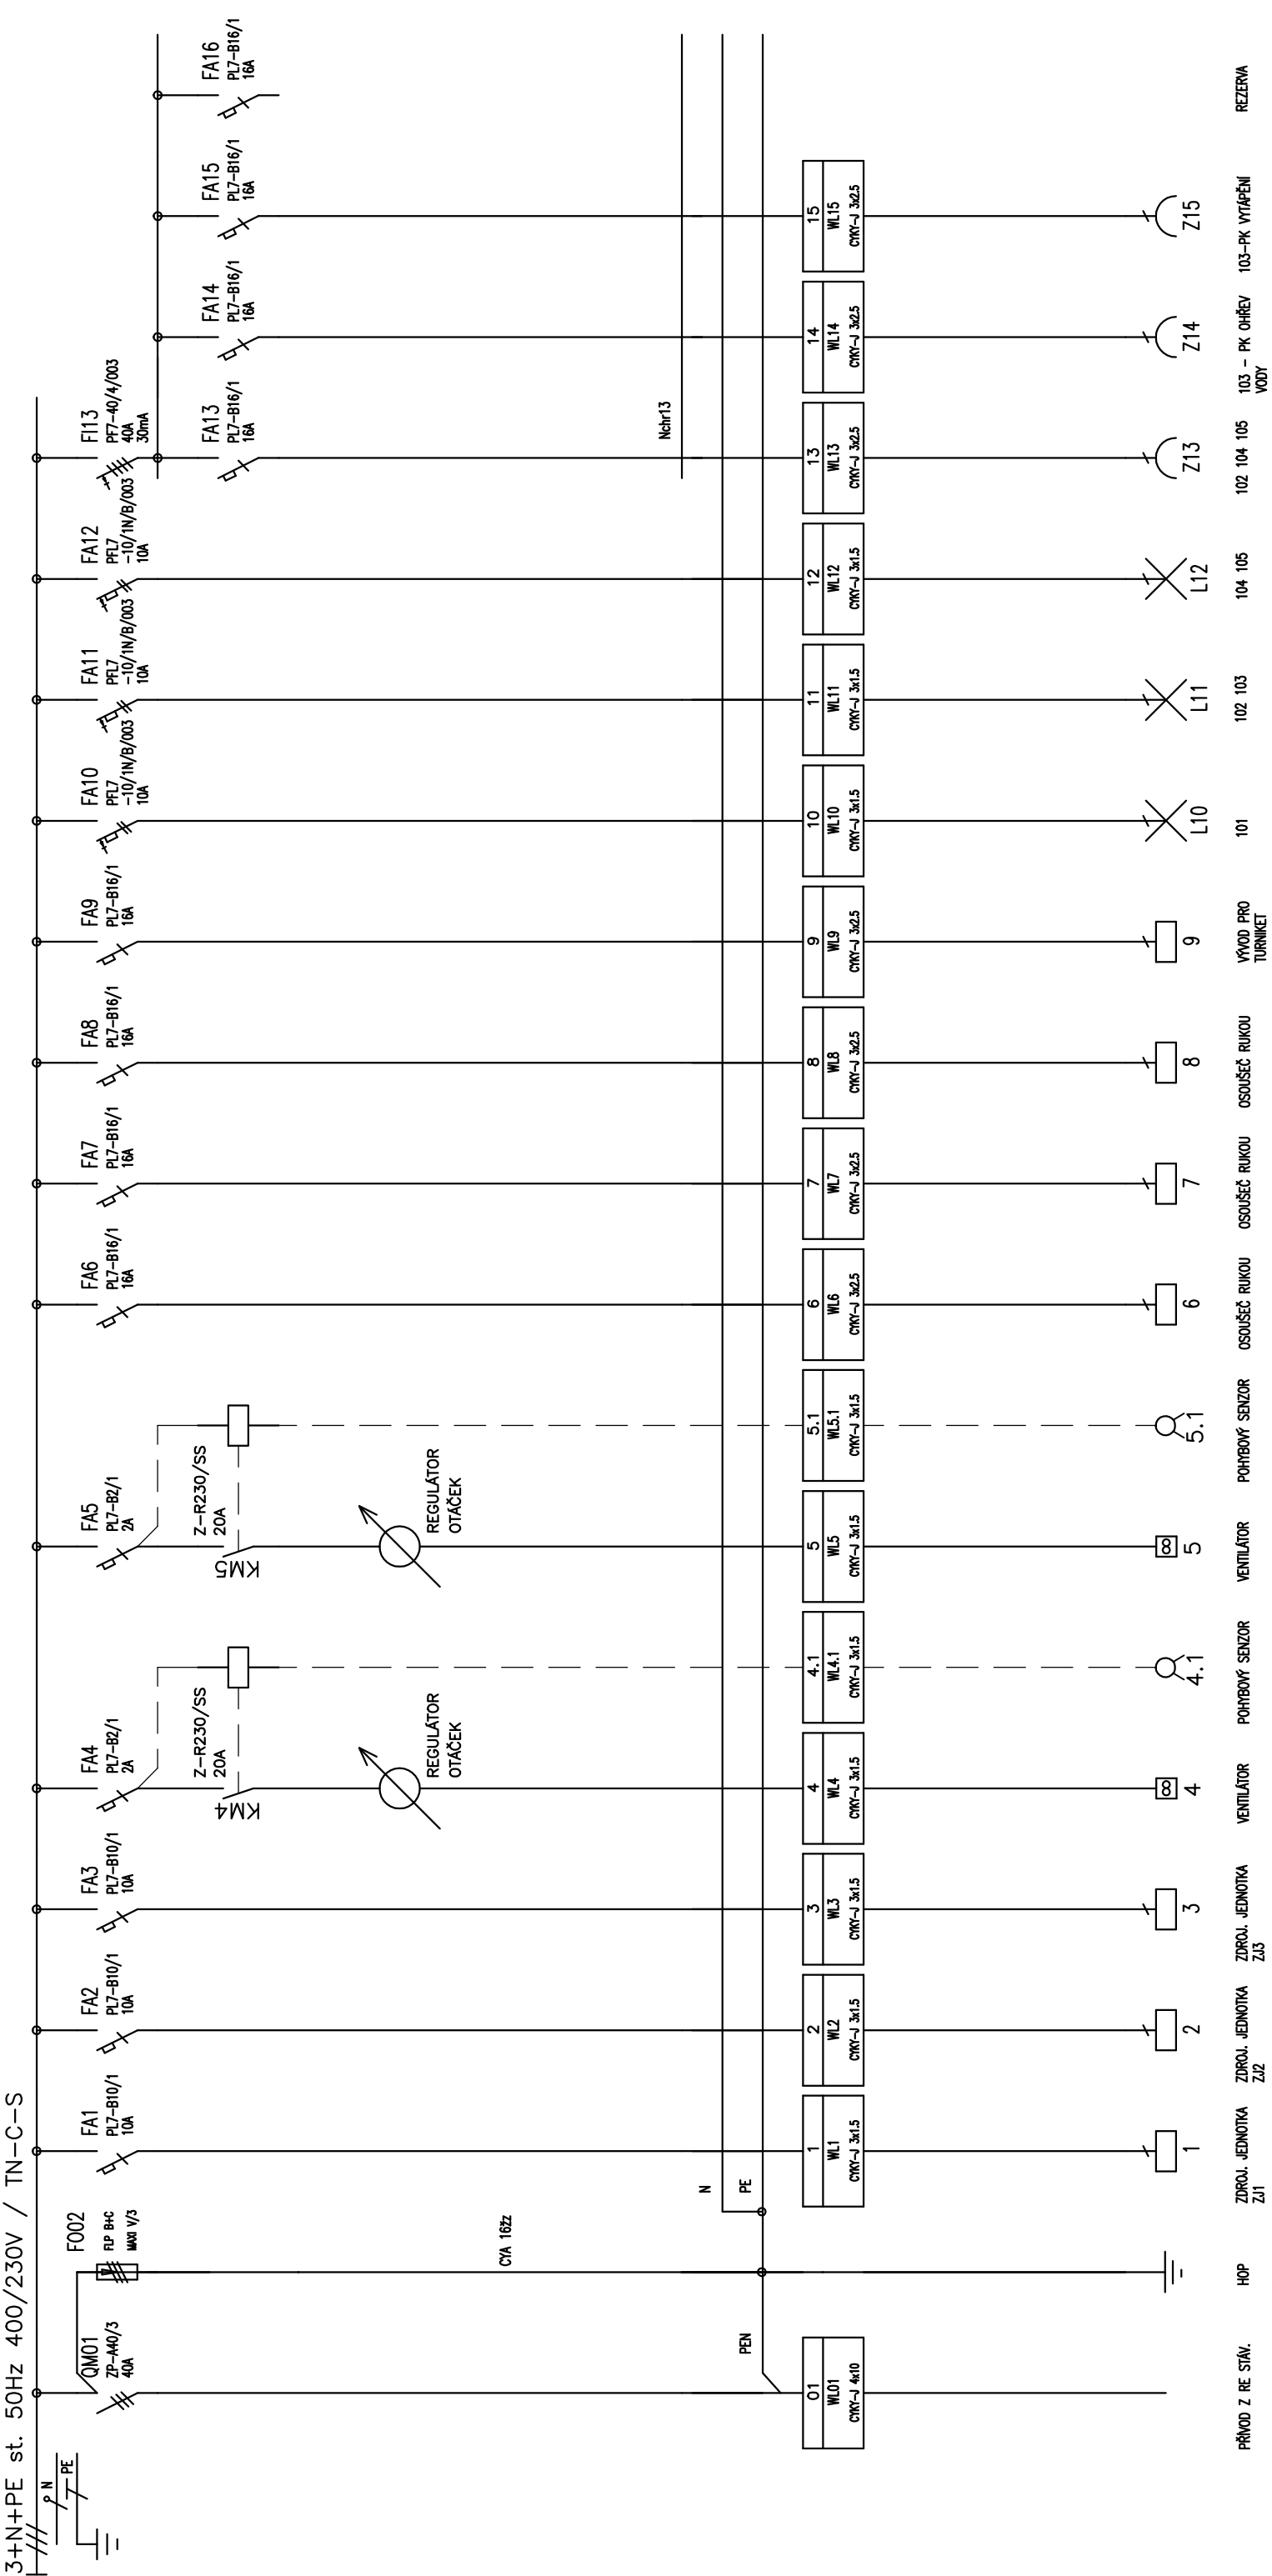 3+N+PE st. 50Hz 400/230V / TN-C-S
N
PE
QM01
ZP-A40/3
40A
FO02
FLP B+C
MAXI V/3
FA1
PL7-B10/1
10A
FA2
PL7-B10/1
10A
FA3
PL7-B10/1
10A
FA4
PL7-B2/1
2A
FA5
PL7-B2/1
2A
FA6
PL7-B16/1
16A
FA7
PL7-B16/1
16A
FA8
PL7-B16/1
16A
FA9
PL7-B16/1
16A
FA10
PFL7
-10/1N/B/003
10A
FA11
PFL7
-10/1N/B/003
10A
FA12
PFL7
-10/1N/B/003
10A
FI13
PF7-40/4/003
40A
30mA
KM4
Z-R230/SS
20A
KM5
Z-R230/SS
20A
FA13
PL7-B16/1
16A
FA14
PL7-B16/1
16A
FA15
PL7-B16/1
16A
FA16
PL7-B16/1
16A
REGULÁTOR
OTÁČEK
REGULÁTOR
OTÁČEK
CYA 16žz
Nchr13
N
PEN
PE
01
WL01
CYKY-J 4x10
1
WL1
CYKY-J 3x1.5
2
WL2
CYKY-J 3x1.5
3
WL3
CYKY-J 3x1.5
4
WL4
CYKY-J 3x1.5
4.1
WL4.1
CYKY-J 3x1.5
5
WL5
CYKY-J 3x1.5
5.1
WL5.1
CYKY-J 3x1.5
6
WL6
CYKY-J 3x2.5
7
WL7
CYKY-J 3x2.5
8
WL8
CYKY-J 3x2.5
9
WL9
CYKY-J 3x2.5
10
WL10
CYKY-J 3x1.5
11
WL11
CYKY-J 3x1.5
12
WL12
CYKY-J 3x1.5
13
WL13
CYKY-J 3x2.5
14
WL14
CYKY-J 3x2.5
15
WL15
CYKY-J 3x2.5
1
2
3
4
4.1
5
5.1
6
7
8
9
L10
L11
L12
Z13
Z14
Z15
PŘÍVOD Z RE STÁV.
HOP
ZDROJ. JEDNOTKA
ZJ1
ZDROJ. JEDNOTKA
ZJ2
ZDROJ. JEDNOTKA
ZJ3
VENTILÁTOR
POHYBOVÝ SENZOR
VENTILÁTOR
POHYBOVÝ SENZOR
OSOUŠEČ RUKOU
OSOUŠEČ RUKOU
OSOUŠEČ RUKOU
VÝVOD PRO
TURNIKET
101
102 103
104 105
102 104 105
103 - PK OHŘEV
VODY
103-PK VYTÁPĚNÍ
REZERVA